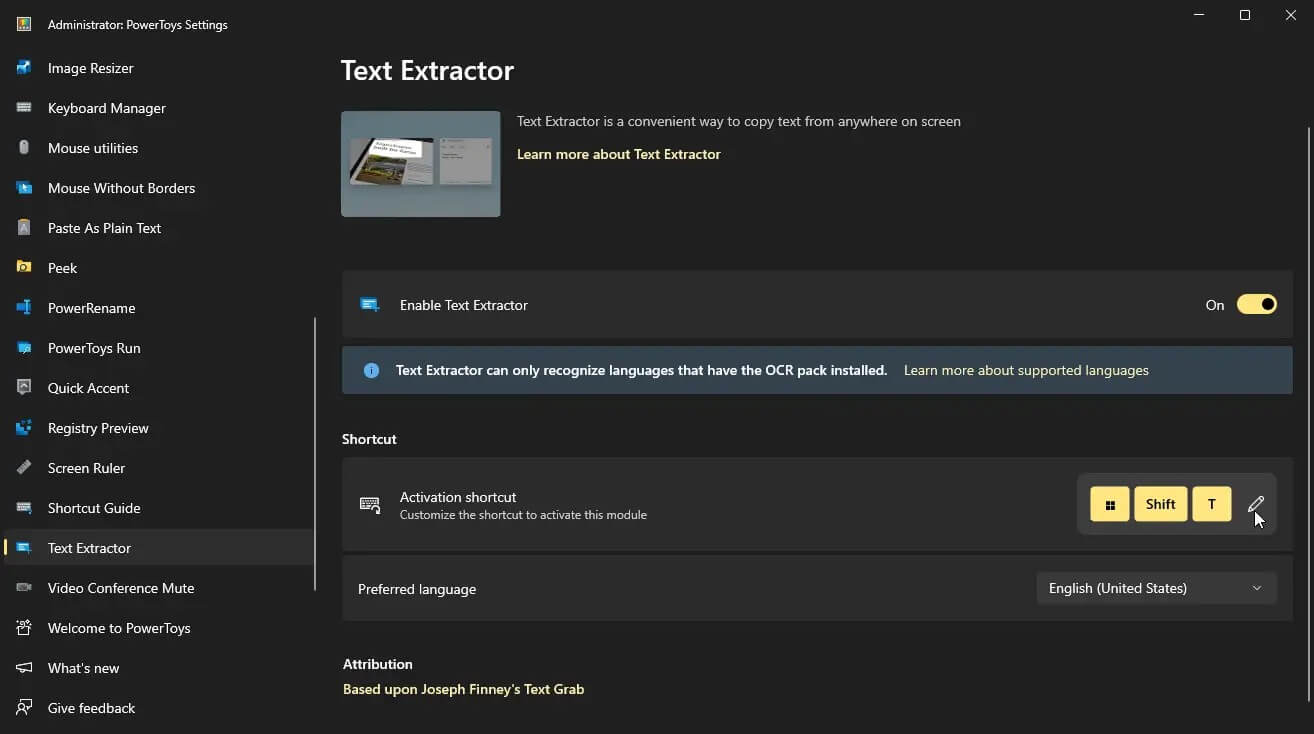 Administrator: PowerToys Settings
Image Resizer
Keyboard Manager
Mouse utilities
Mouse Without Borders
Paste As Plain Text
Peek
PowerRename
PowerToys Run
Quick Accent
Registry Preview
Screen Ruler
Shortcut Guide
Text Extractor
Video Conference Mute
Welcome to PowerToys
What's new
Give feedback
Text Extractor
Text Extractor is a convenient way to copy text from anywhere on screen
Learn more about Text Extractor
Enable Text Extractor
On
Text Extractor can only recognize languages that have the OCR pack installed. Learn more about supported languages
Shortcut
Activation shortcut
Customize the shortcut to activate this module
Shift T
Preferred language
English (United States)
Attribution
Based upon Joseph Finney's Text Grab